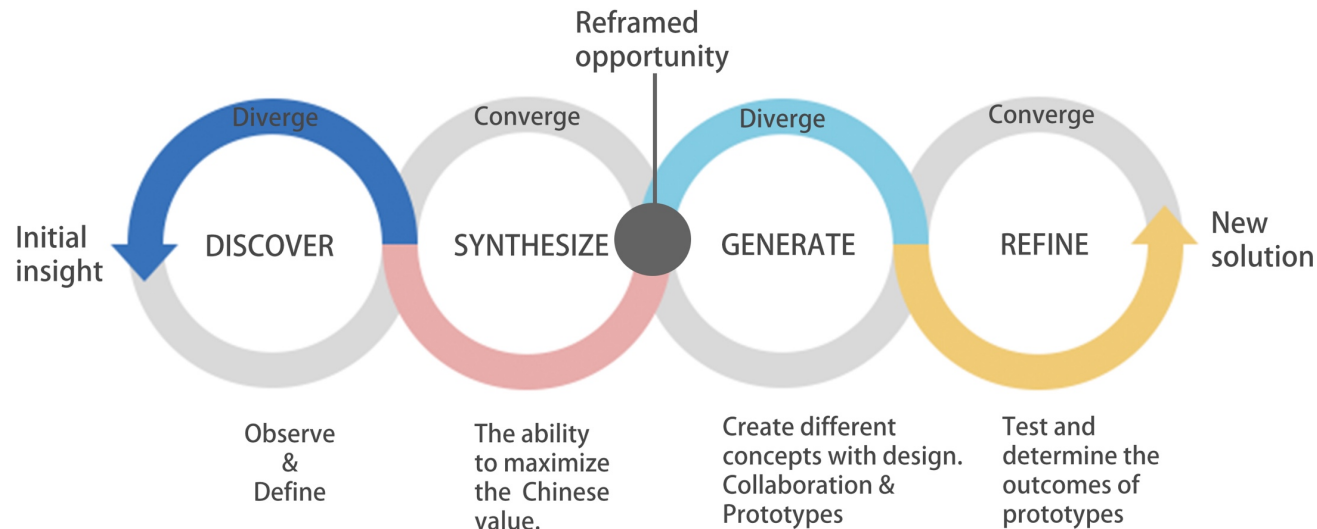 Reframed
opportunity
Diverge
Converge
Diverge
Converge
Initial
insight
DISCOVER
SYNTHESIZE
GENERATE
REFINE
New
solution
Observe
&
Define
The ability
to maximize
the Chinese
value.
Create different
concepts with design.
Collaboration &
Prototypes
Test and
determine the
outcomes of
prototypes